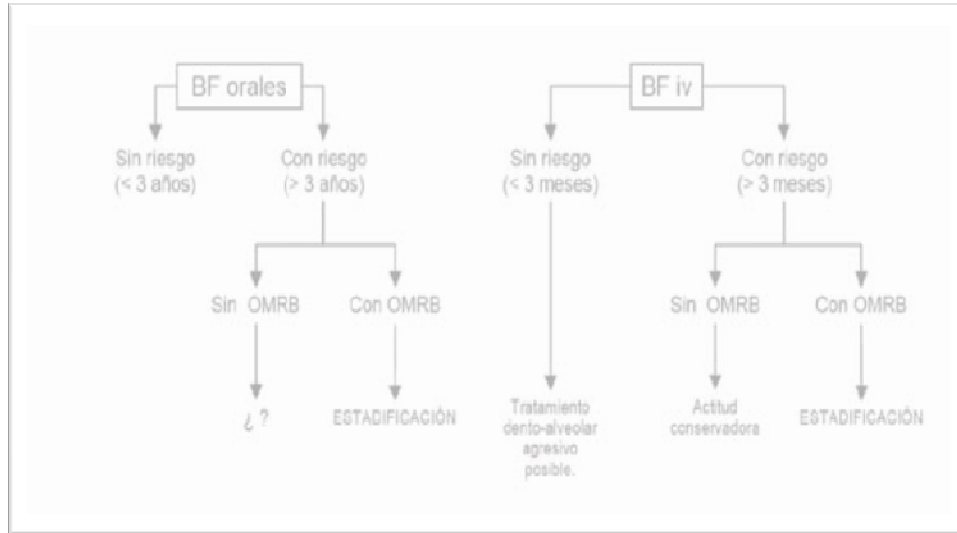 BF orales
BF iv
Sin riesgo
(< 3 años)
Con riesgo
(> 3 años)
Sin riesgo
(< 3 meses)
Con riesgo
(> 3 meses)
Sin OMRB
Con OMRB
Sin OMRB
Con OMRB
¿ ?
ESTADIFICACIÓN
Tratamiento
dento-alveolar
agresivo
posible.
Actitud
conservadora
ESTADIFICACIÓN